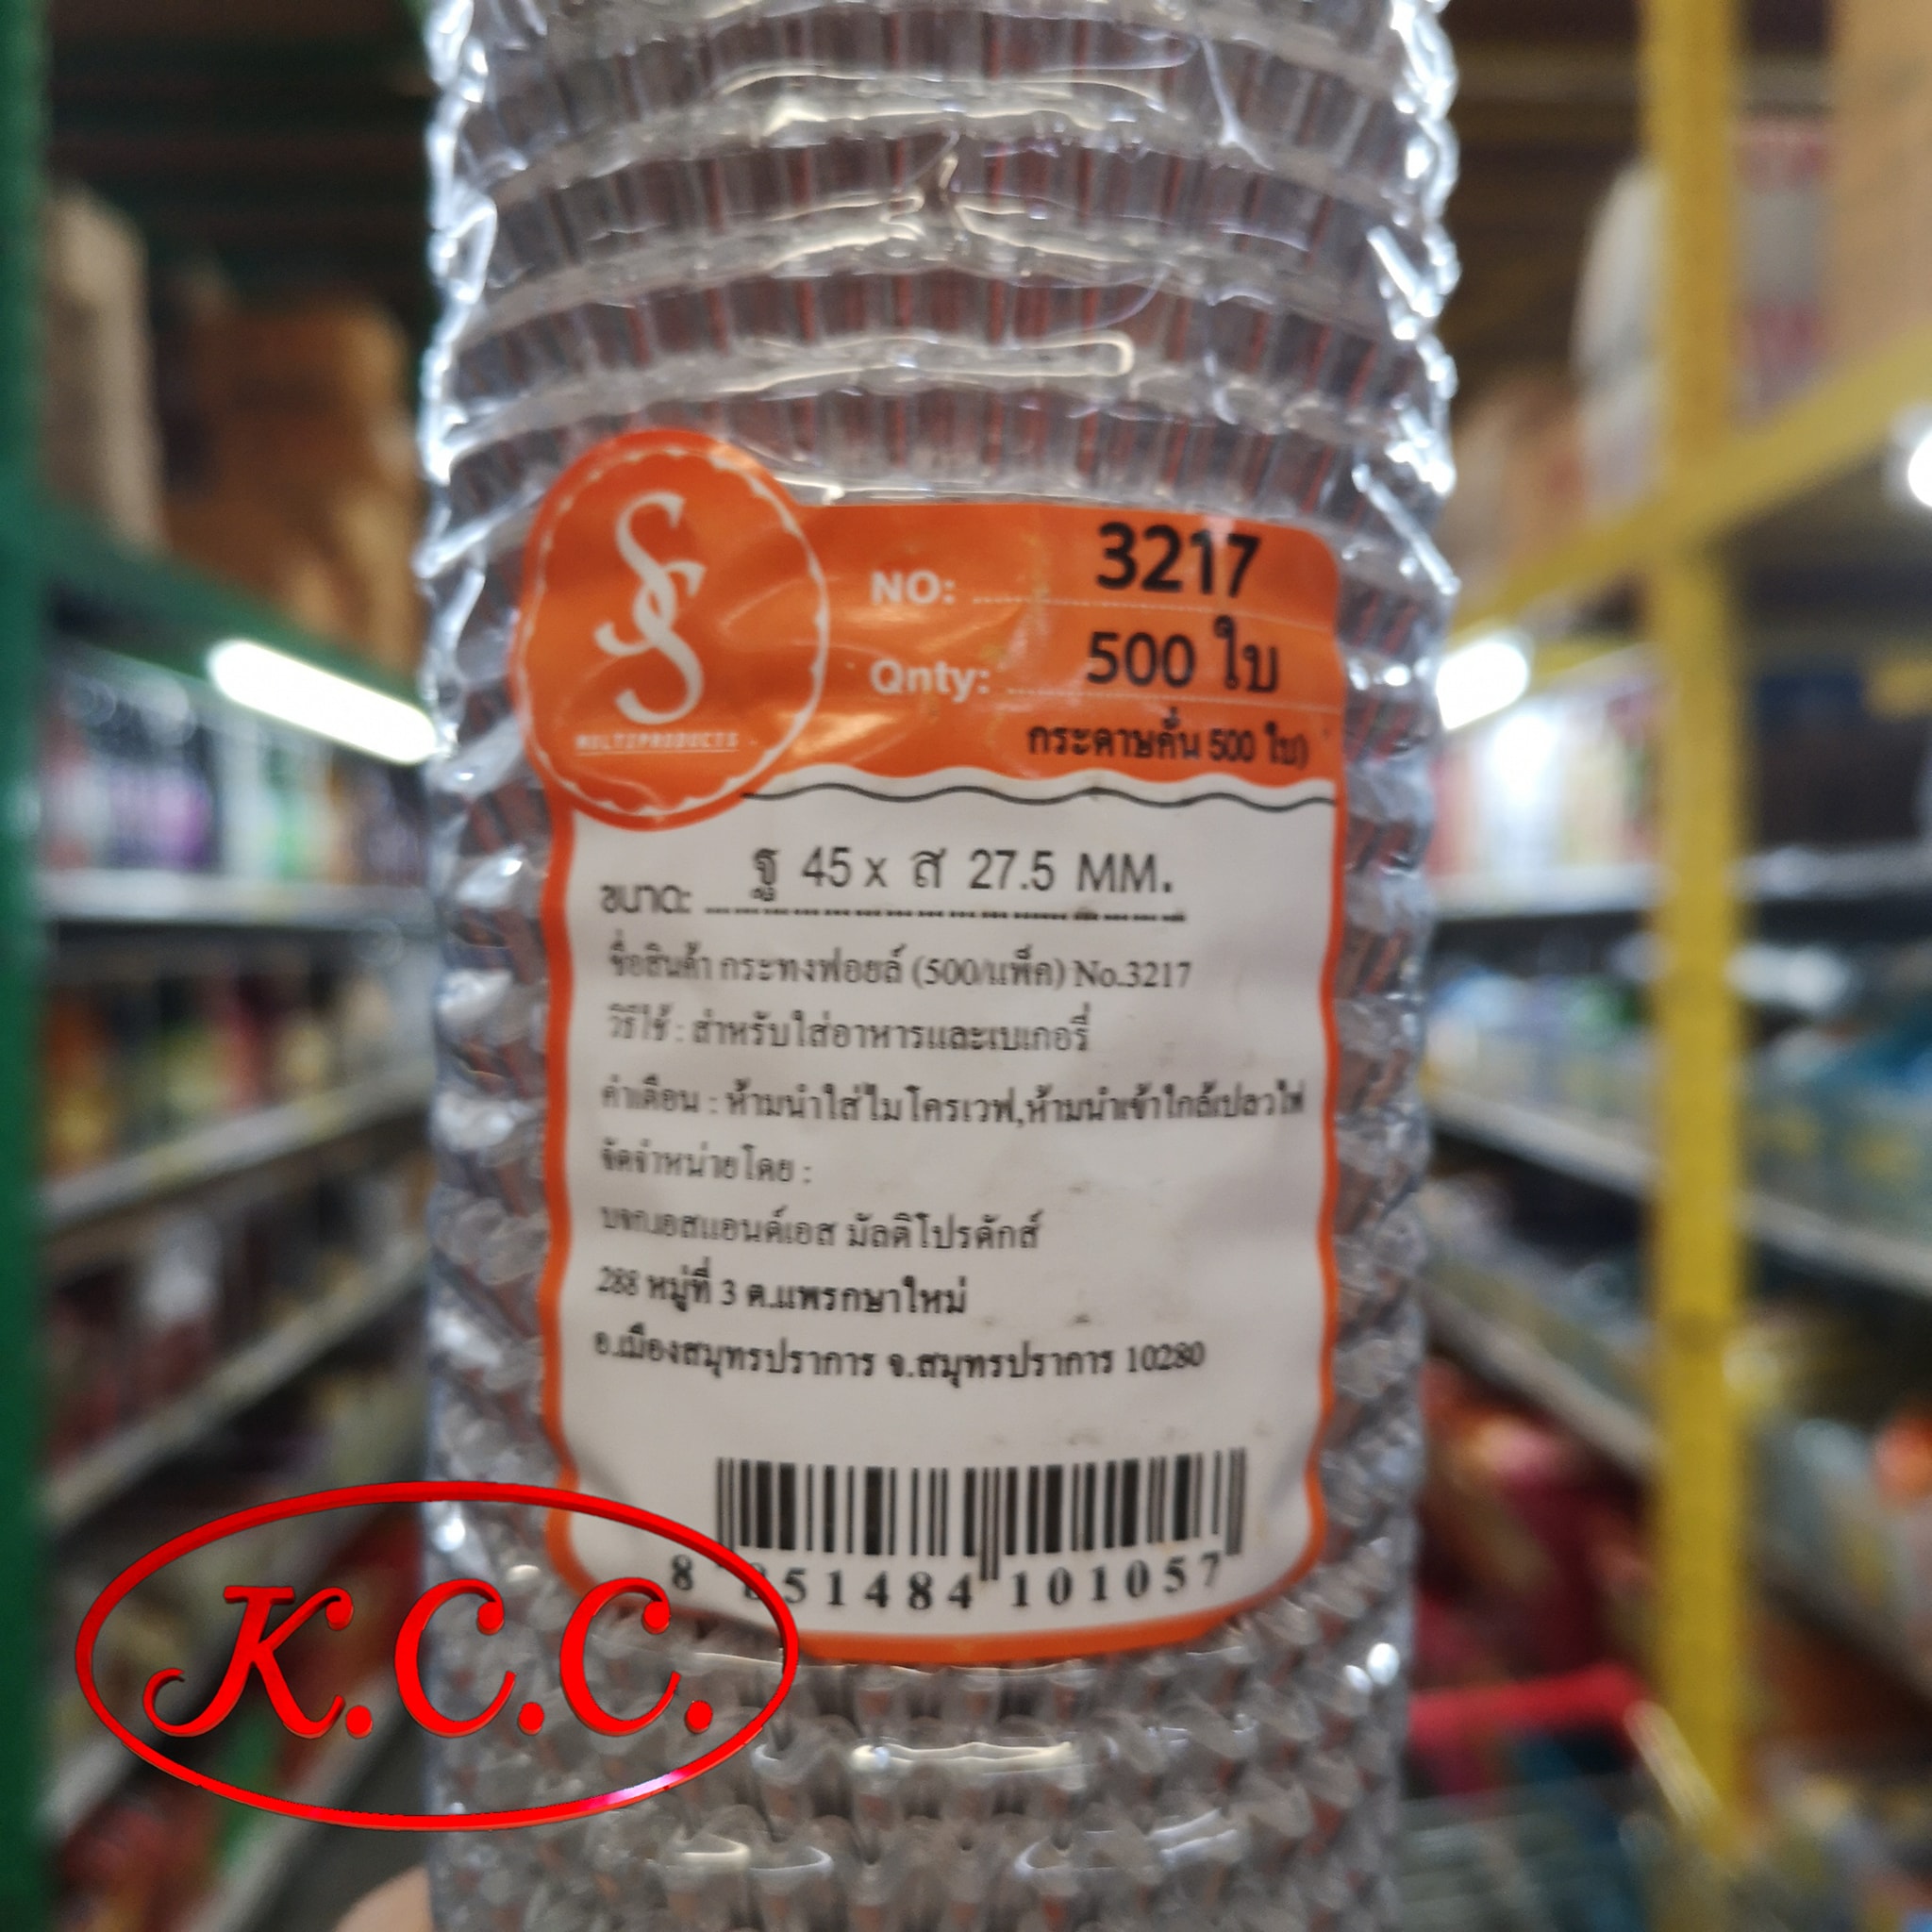 SS
MULTIPRODUCTS
NO: 3217
Qnty: 500 ใบ
กระดาษคั่น 500 ใบ)
ขนาด: ฐ 45 x ส 27.5 MM.
ชื่อสินค้า กระทงฟอยล์ (500/แพ็ค) No.3217
วิธีใช้ : สำหรับใส่อาหารและเบเกอรี่
คำเตือน : ห้ามนำใส่ไมโครเวฟ,ห้ามนำเข้าใกล้เปลวไฟ
จัดจำหน่ายโดย :
บจก.เอสแอนด์เอส มัลติโปรดักส์
288 หมู่ที่ 3 ต.แพรกษาใหม่
อ.เมืองสมุทรปราการ จ.สมุทรปราการ 10280
8 851484 101057
K.C.C.